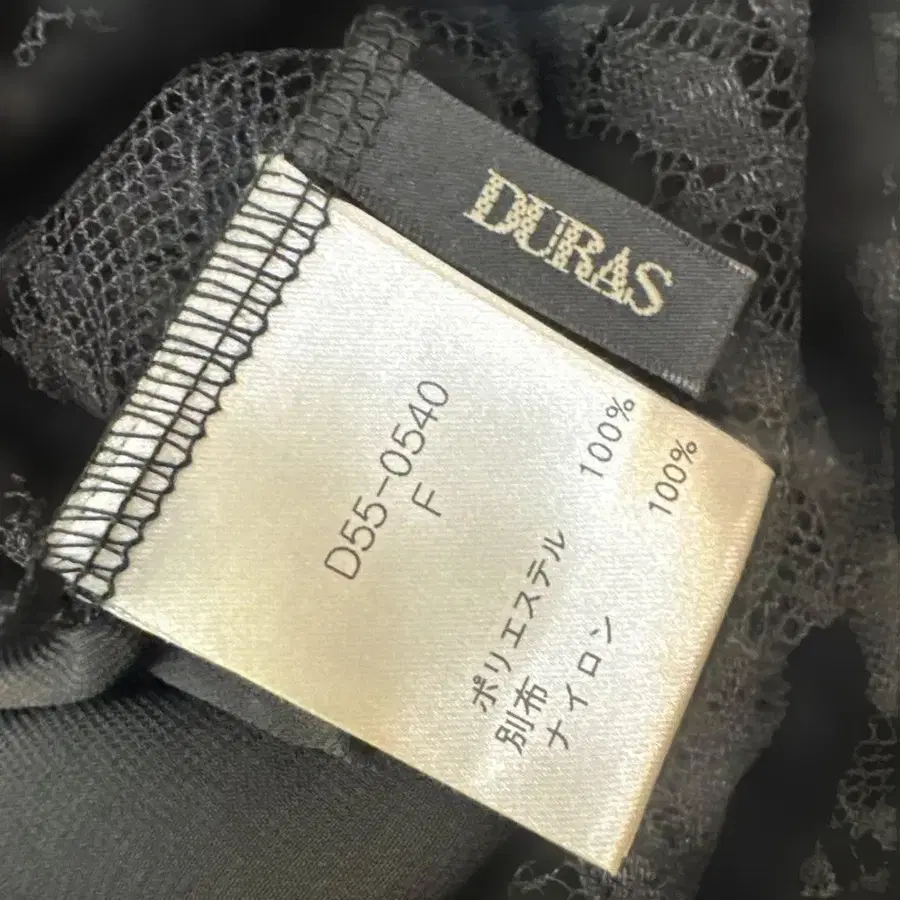 DURAS
D55-0540
F
ポリエステル 100%
別布
ナイロン 100%